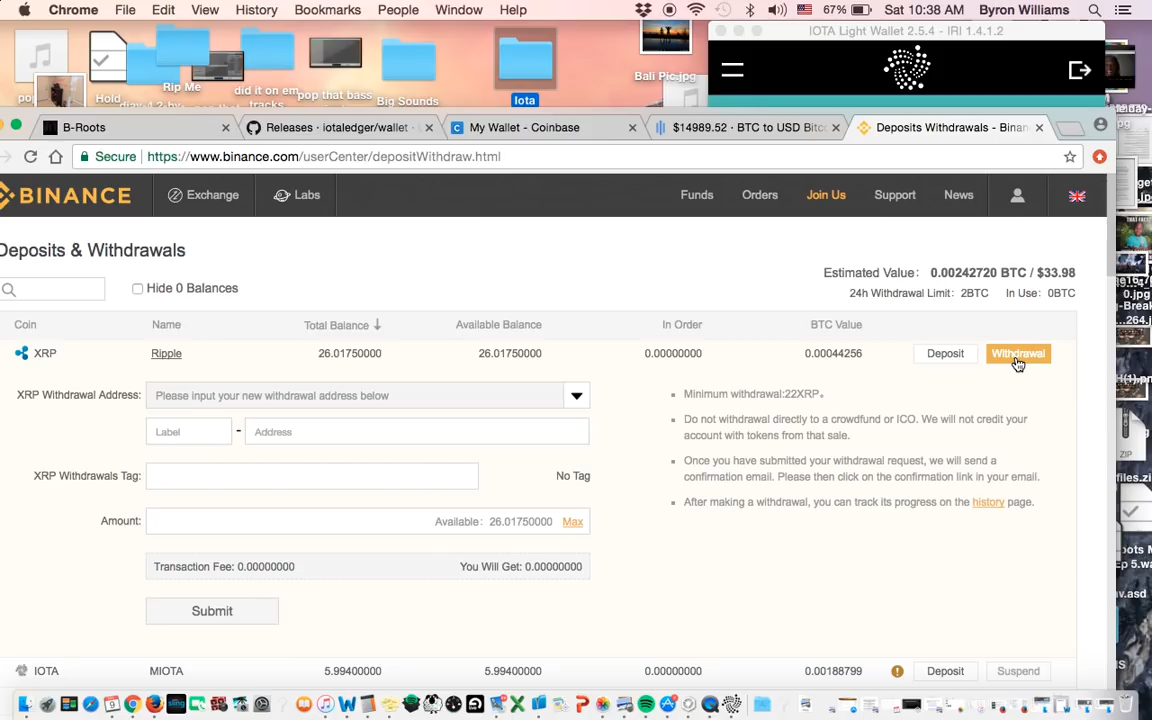 Chrome File Edit View History Bookmarks People Window Help 67% Sat 10:38 AM Byron Williams
IOTA Light Wallet 2.5.4 - IRI 1.4.1.2
Hold
Rip Me
did it on em
tracks
pop that bass
Big Sounds
Iota
Bali Pic.jpg
B-Roots
Releases · iotaledger/wallet ·
My Wallet - Coinbase
$14989.52 · BTC to USD Bitc
Deposits Withdrawals - Binan
Secure https://www.binance.com/userCenter/depositWithdraw.html
BINANCE Exchange Labs Funds Orders Join Us Support News
Deposits & Withdrawals
Estimated Value: 0.00242720 BTC / $33.98
Hide 0 Balances
24h Withdrawal Limit: 2BTC In Use: 0BTC
Coin Name Total Balance Available Balance In Order BTC Value
XRP Ripple 26.01750000 26.01750000 0.00000000 0.00044256 Deposit Withdrawal
XRP Withdrawal Address: Please input your new withdrawal address below
Label - Address
XRP Withdrawals Tag: No Tag
Amount: Available: 26.01750000 Max
Transaction Fee: 0.00000000 You Will Get: 0.00000000
Submit
Minimum withdrawal:22XRP。
Do not withdrawal directly to a crowdfund or ICO. We will not credit your
account with tokens from that sale.
Once you have submitted your withdrawal request, we will send a
confirmation email. Please then click on the confirmation link in your email.
After making a withdrawal, you can track its progress on the history page.
IOTA MIOTA 5.99400000 5.99400000 0.00000000 0.00188799 Deposit Suspend
ZIP